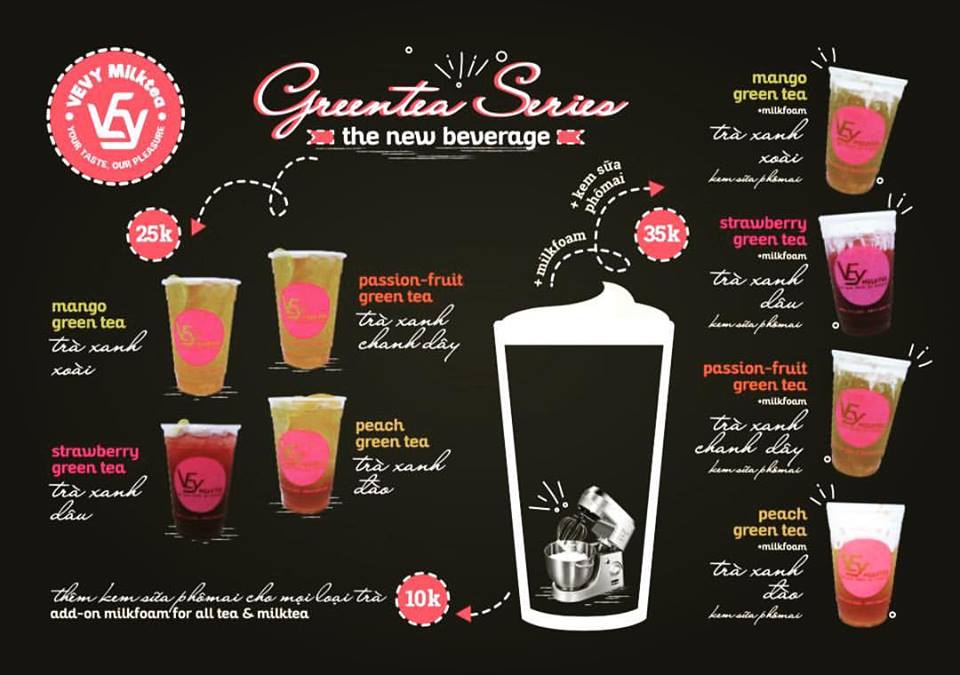 VEVY Milktea
YOUR TASTE, OUR PLEASURE
VEvy
Greentea Series
the new beverage
25k
mango
green tea
trà xanh
xoài
passion-fruit
green tea
trà xanh
chanh dây
strawberry
green tea
trà xanh
dâu
peach
green tea
trà xanh
đào
thêm kem sữa phômai cho mọi loại trà
add-on milkfoam for all tea & milktea
10k
+ milkfoam
+ kem sữa
phômai
35k
mango
green tea
+milkfoam
trà xanh
xoài
kem sữa phômai
strawberry
green tea
+milkfoam
trà xanh
dâu
kem sữa phômai
passion-fruit
green tea
+milkfoam
trà xanh
chanh dây
kem sữa phômai
peach
green tea
+milkfoam
trà xanh
đào
kem sữa phômai